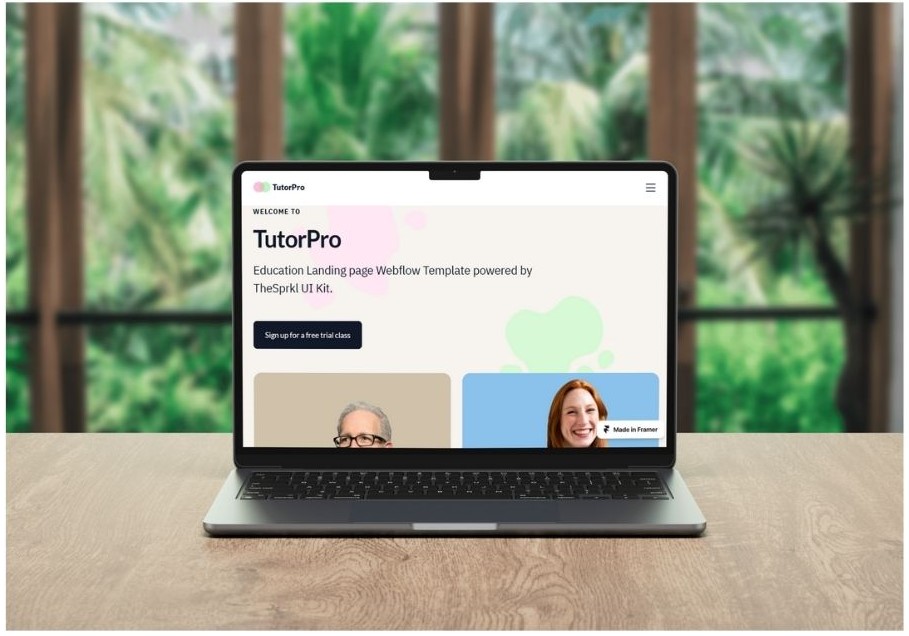 TutorPro
WELCOME TO
TutorPro
Education Landing page Webflow Template powered by
TheSprkl UI Kit.
Sign up for a free trial class
Made in Framer